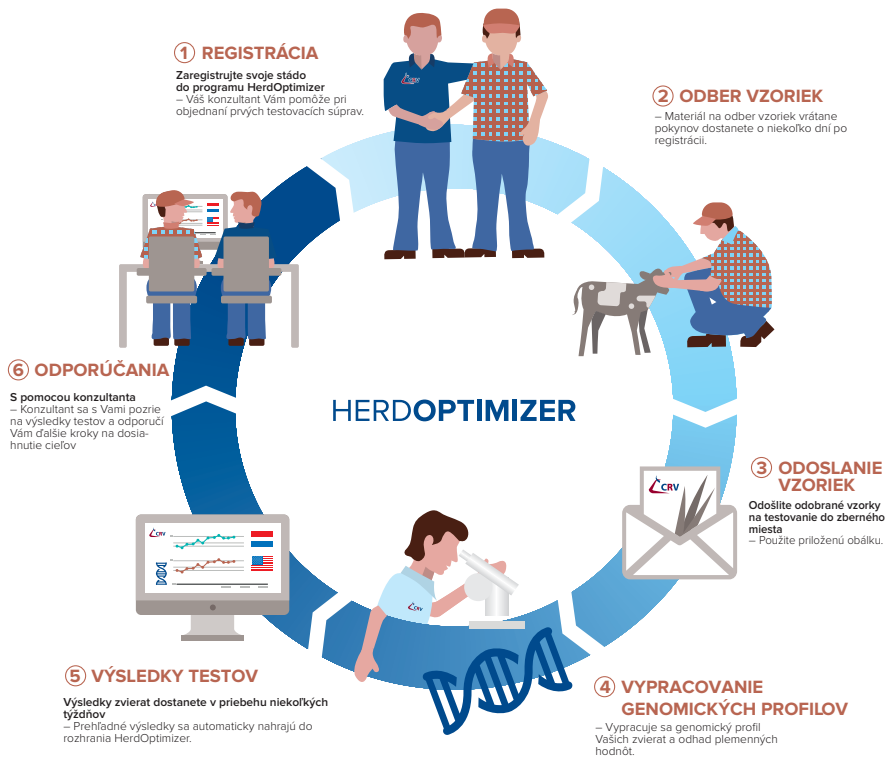 1 REGISTRÁCIA
Zaregistrujte svoje stádo
do programu HerdOptimizer
– Váš konzultant Vám pomôže pri
objednaní prvých testovacích súprav.
CRV
2 ODBER VZORIEK
– Materiál na odber vzoriek vrátane
pokynov dostanete o niekoľko dní po
registrácii.
3 ODOSLANIE
VZORIEK
Odošlite odobrané vzorky
na testovanie do zberného
miesta
– Použite priloženú obálku.
CRV
4 VYPRACOVANIE
GENOMICKÝCH PROFILOV
– Vypracuje sa genomický profil
Vašich zvierat a odhad plemenných
hodnôt.
CRV
5 VÝSLEDKY TESTOV
Výsledky zvierat dostanete v priebehu niekoľkých
týždňov
– Prehľadné výsledky sa automaticky nahrajú do
rozhrania HerdOptimizer.
CRV
6 ODPORÚČANIA
S pomocou konzultanta
– Konzultant sa s Vami pozrie
na výsledky testov a odporučí
Vám ďalšie kroky na dosia-
hnutie cieľov
HERDOPTIMIZER